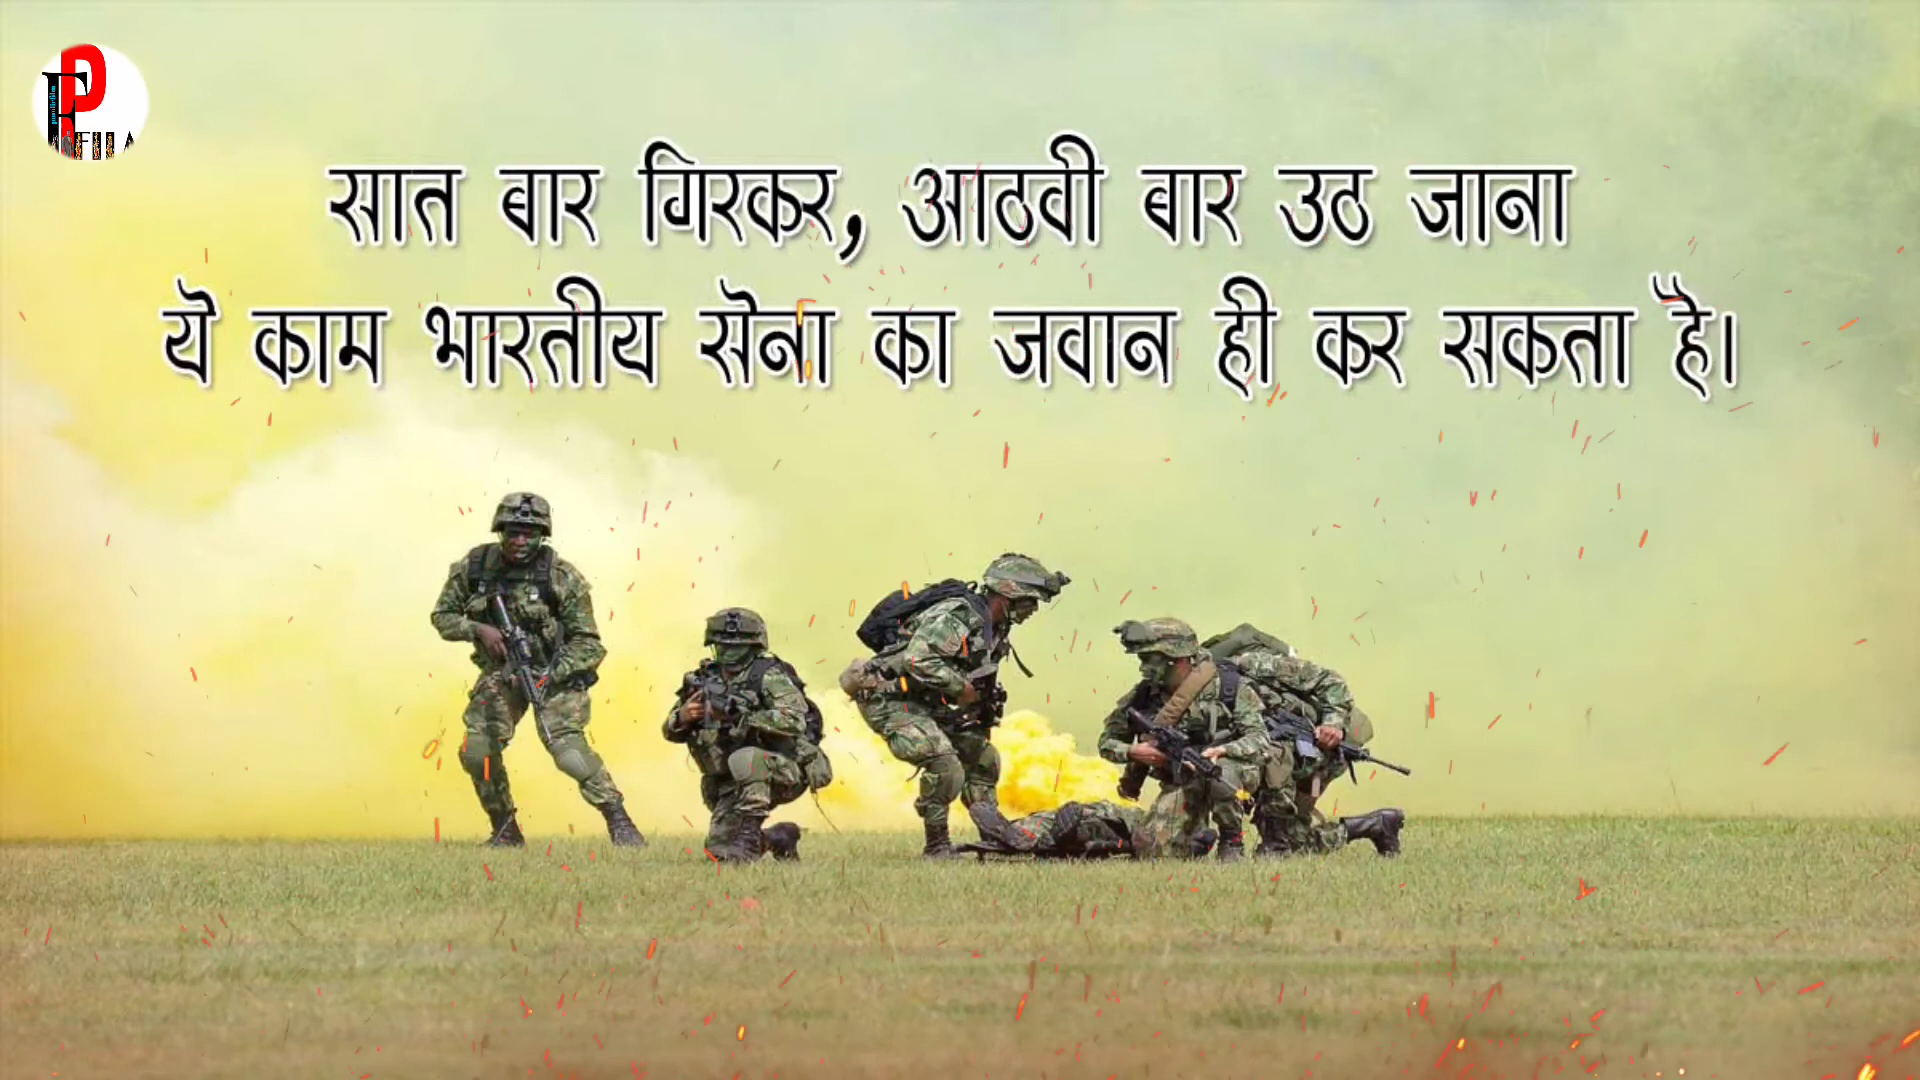 सात बार गिरकर, आठवी बार उठ जाना
ये काम भारतीय सेना का जवान ही कर सकता है।